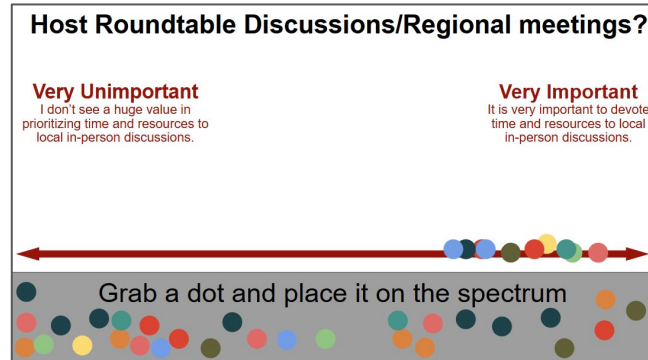 Host Roundtable Discussions/Regional meetings?
Very Unimportant
I don't see a huge value in
prioritizing time and resources to
local in-person discussions.
Very Important
It is very important to devote
time and resources to local
in-person discussions.
Grab a dot and place it on the spectrum